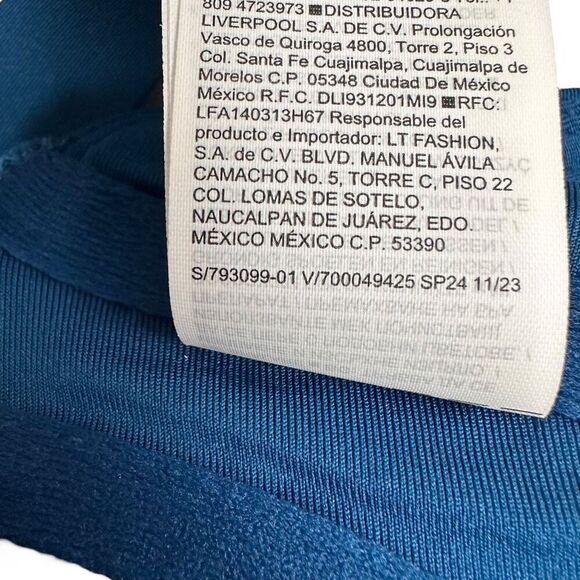 809 4723973 ■DISTRIBUIDORA
LIVERPOOL S.A. DE C.V. Prolongación
Vasco de Quiroga 4800, Torre 2, Piso 3
Col. Santa Fe Cuajimalpa, Cuajimalpa de
Morelos C.P. 05348 Ciudad De México
México R.F.C. DLI931201MI9 ■RFC:
LFA140313H67 Responsable del
producto e Importador: LT FASHION,
S.A. de C.V. BLVD. MANUEL ÁVILA
CAMACHO No. 5, TORRE C, PISO 22
COL. LOMAS DE SOTELO,
NAUCALPAN DE JUÁREZ, EDO.
MÉXICO MÉXICO C.P. 53390
S/793099-01 V/700049425 SP24 11/23